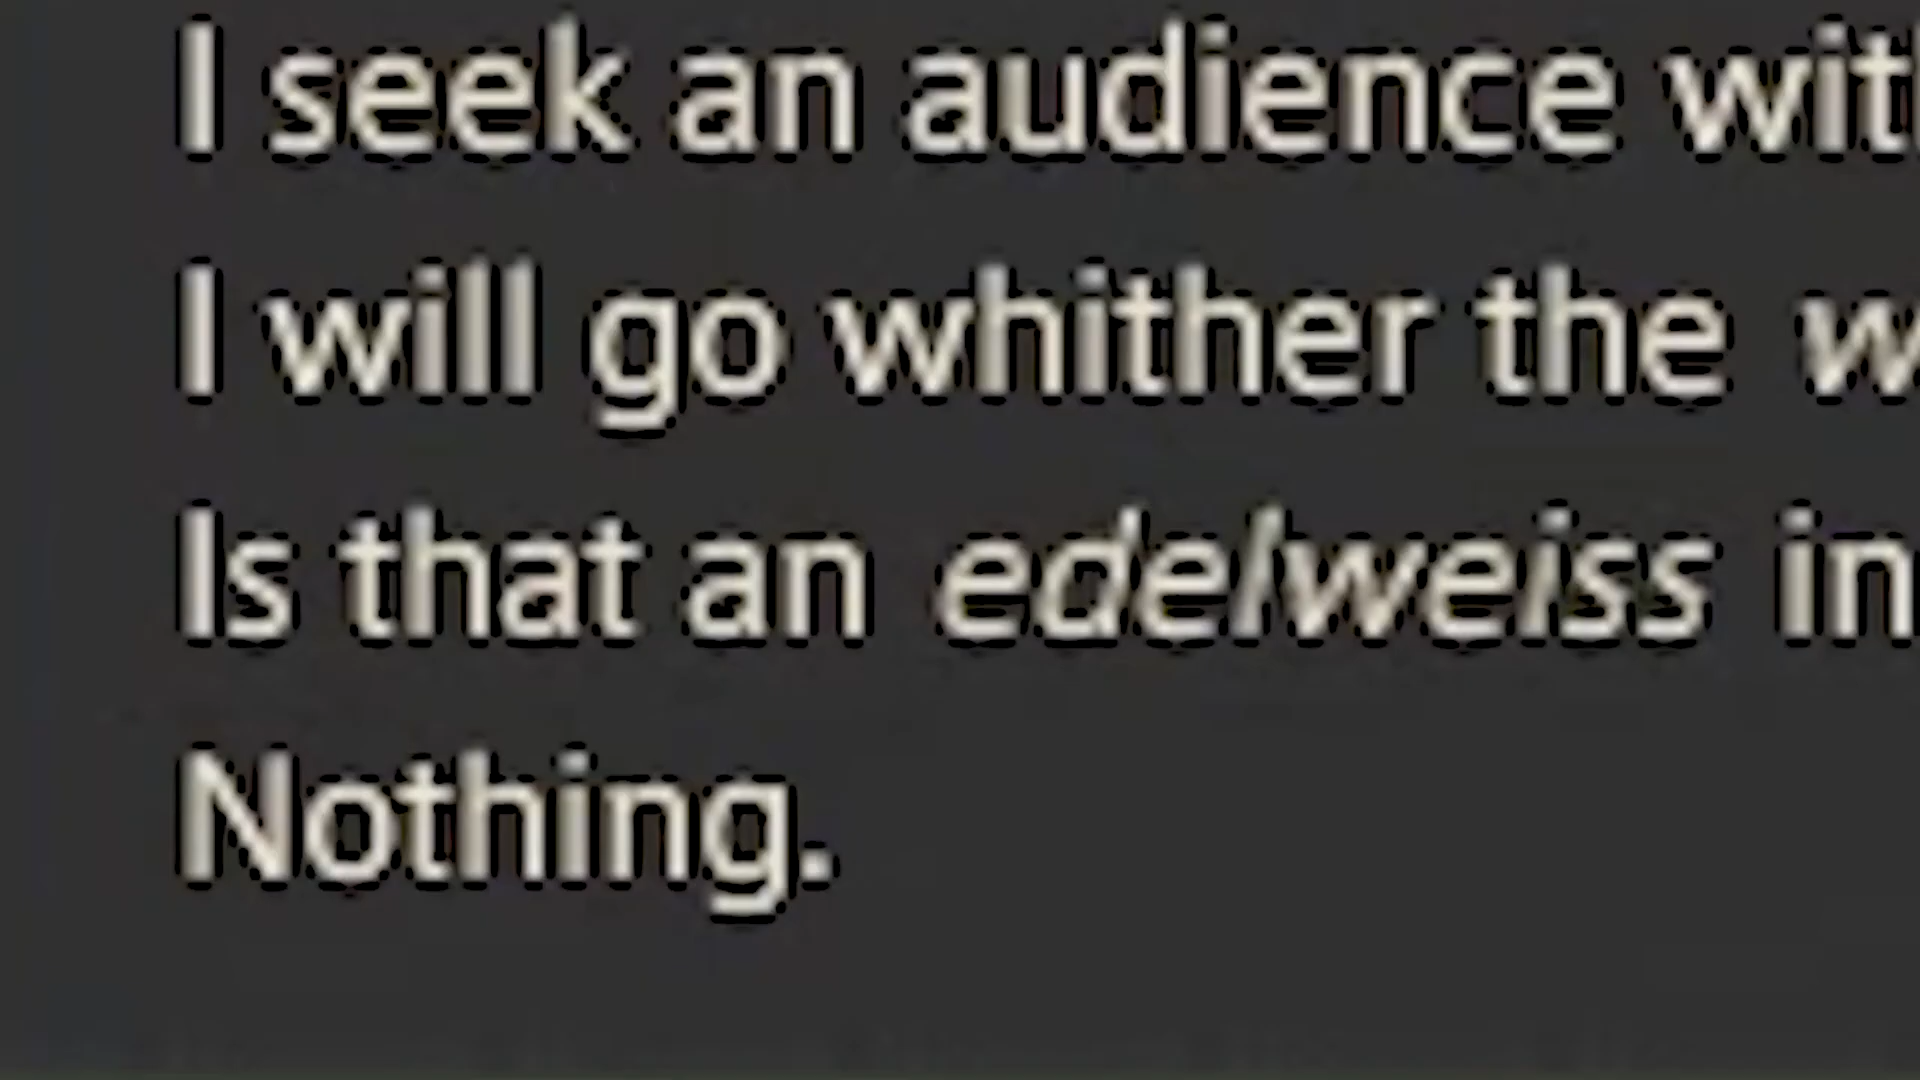 I seek an audience wit
I will go whither the w
Is that an edelweiss in
Nothing.